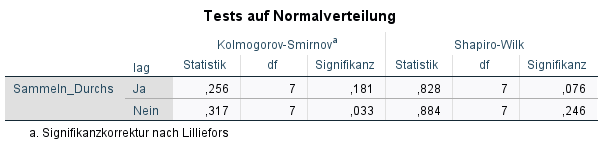 Tests auf Normalverteilung
Kolmogorov-Smirnovᵃ Shapiro-Wilk
lag Statistik df Signifikanz Statistik df Signifikanz
Sammeln_Durchs Ja ,256 7 ,181 ,828 7 ,076
Nein ,317 7 ,033 ,884 7 ,246
a. Signifikanzkorrektur nach Lilliefors